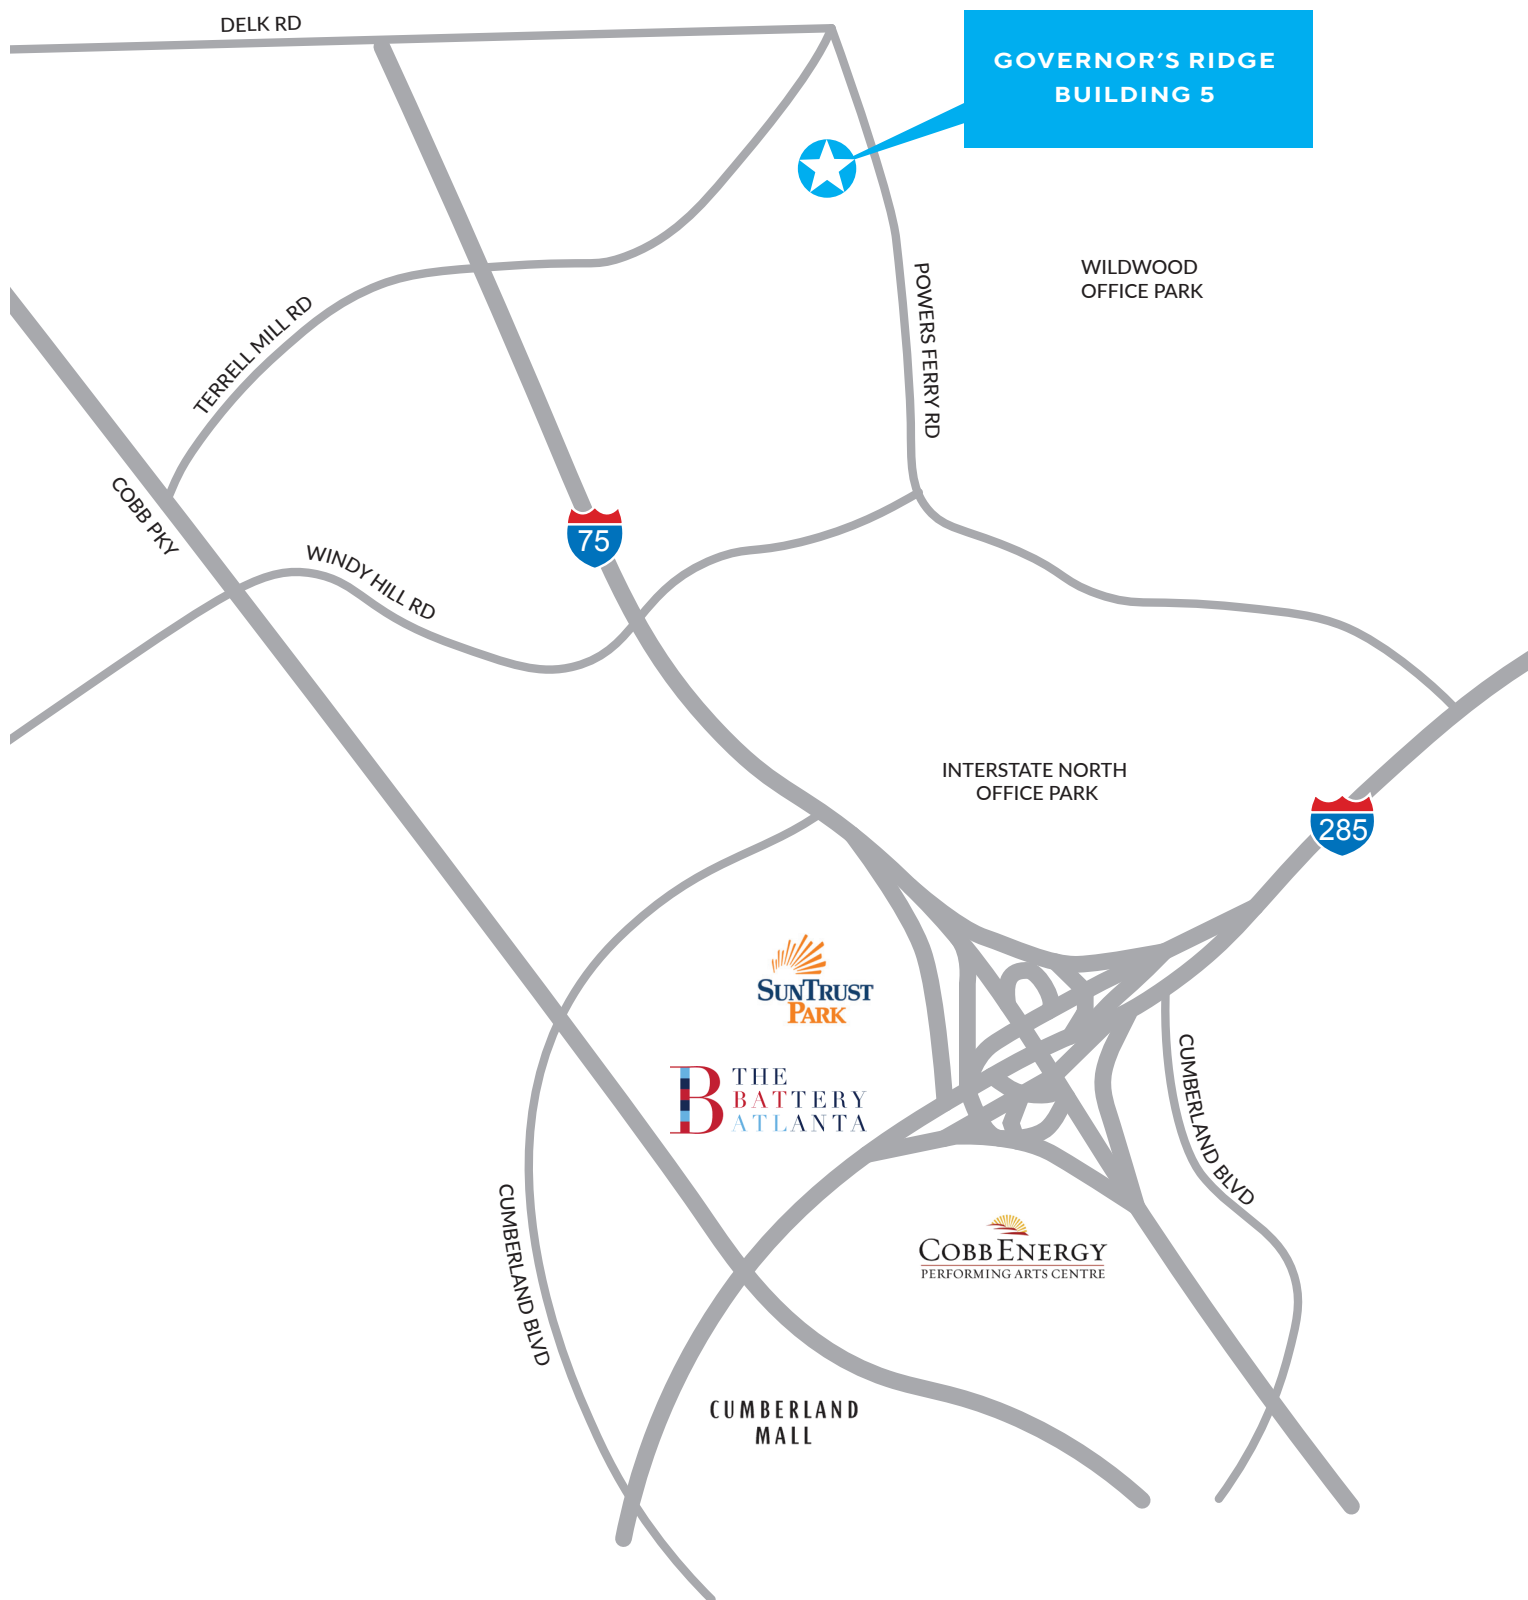 DELK RD
GOVERNOR'S RIDGE
BUILDING 5
WILDWOOD
OFFICE PARK
POWERS FERRY RD
TERRELL MILL RD
COBB PKY
75
WINDY HILL RD
INTERSTATE NORTH
OFFICE PARK
285
SUNTRUST
PARK
B THE
BATTERY
ATLANTA
CUMBERLAND BLVD
CUMBERLAND BLVD
COBB ENERGY
PERFORMING ARTS CENTRE
CUMBERLAND
MALL